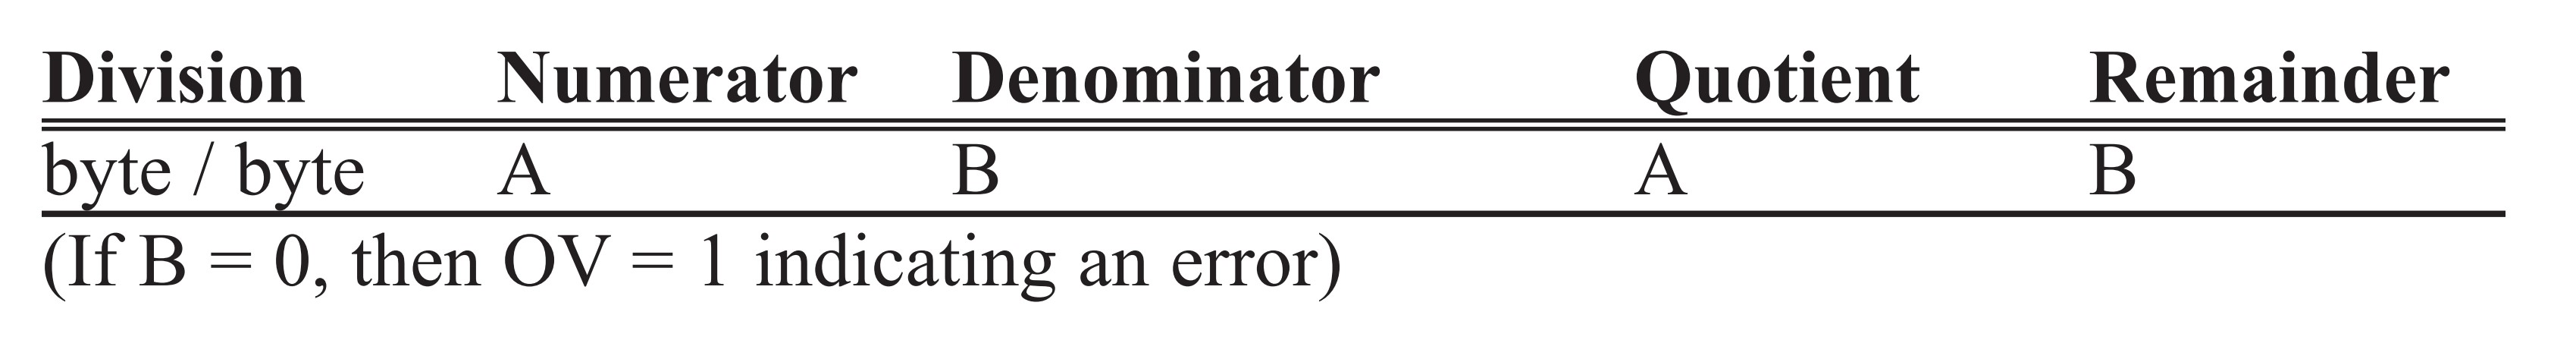 Division Numerator Denominator Quotient Remainder
byte / byte A B A B
(If B = 0, then OV = 1 indicating an error)